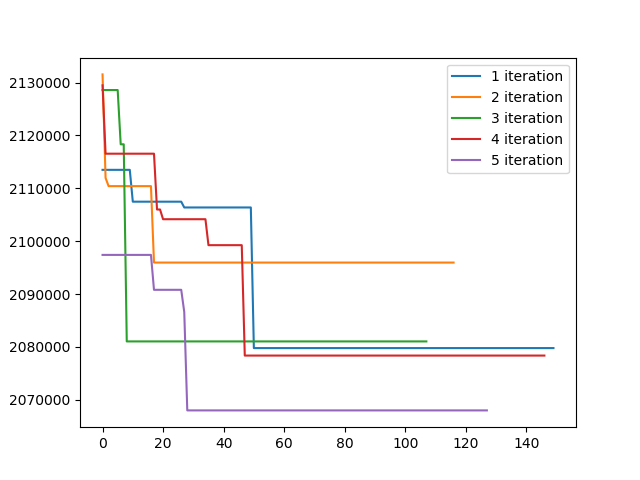 2130000
2120000
2110000
2100000
2090000
2080000
2070000
0 20 40 60 80 100 120 140
1 iteration
2 iteration
3 iteration
4 iteration
5 iteration